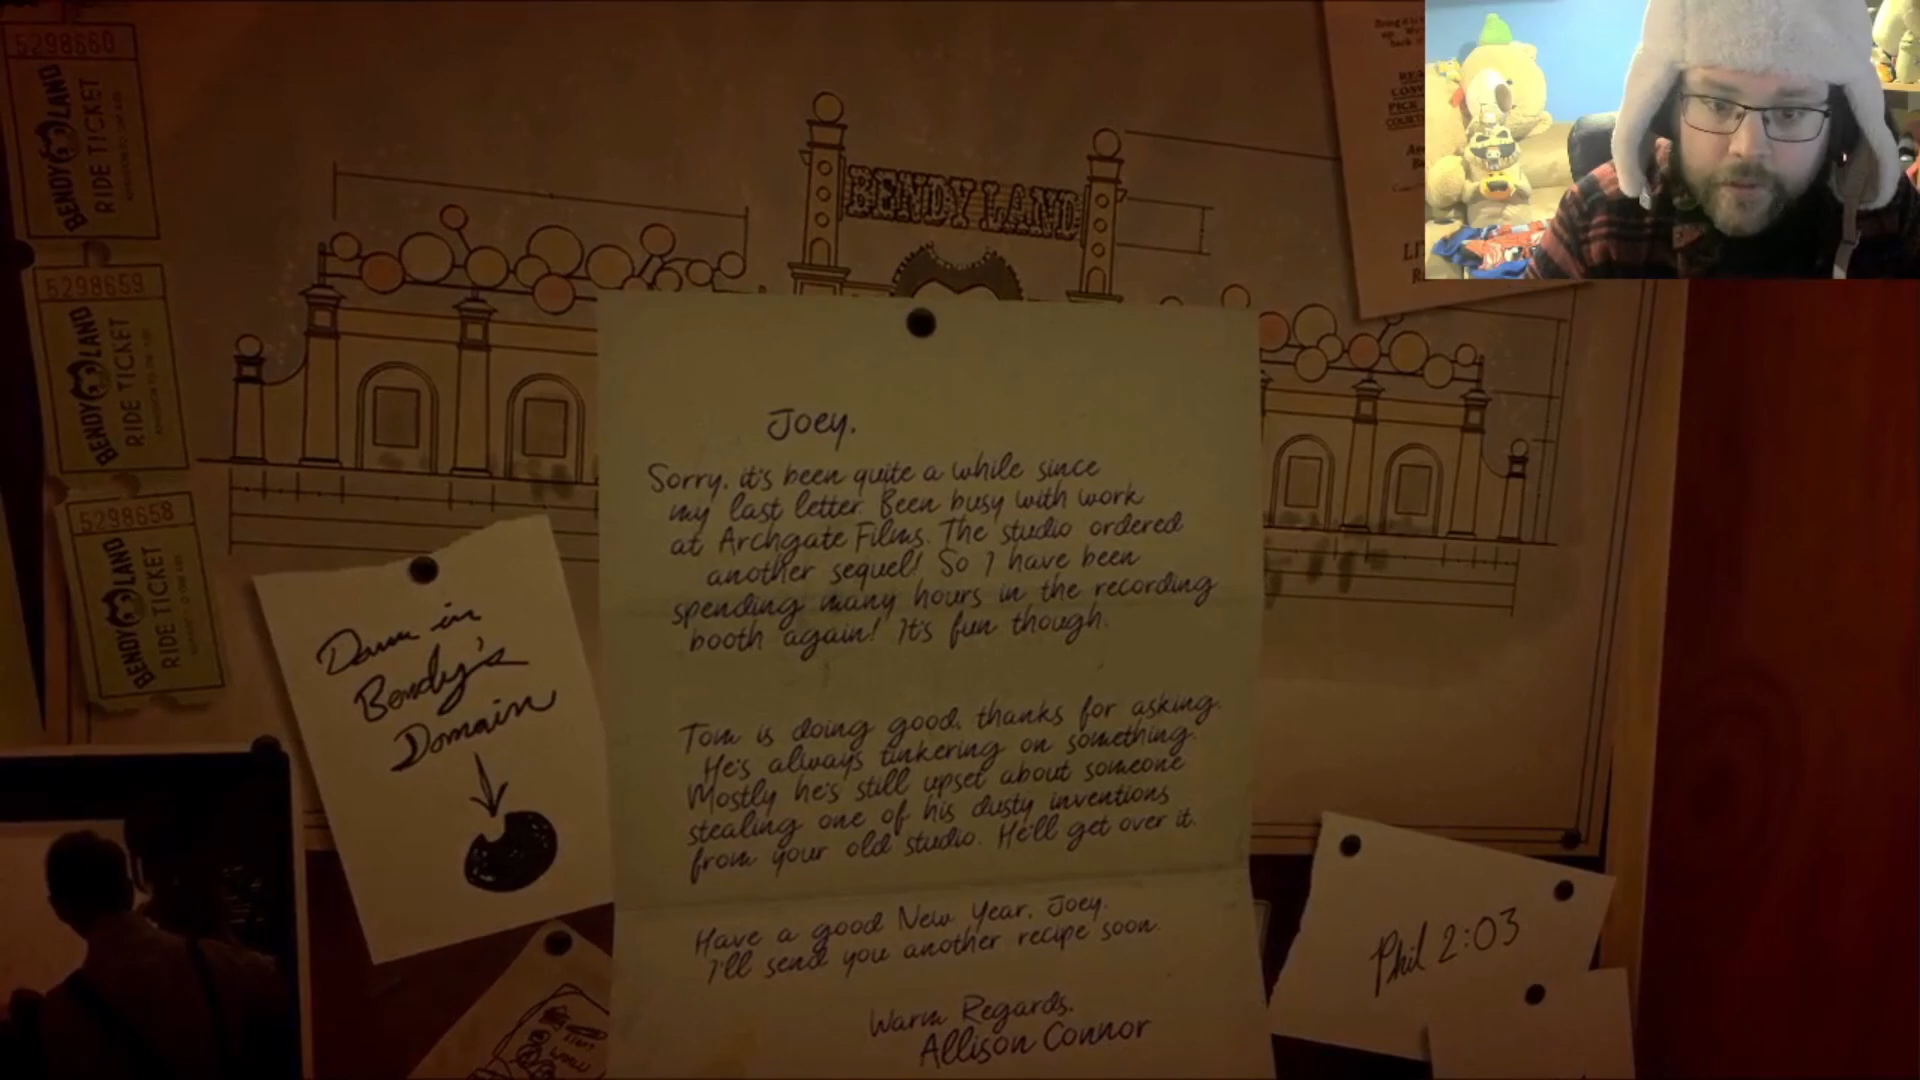 5298660
BENDY LAND
RIDE TICKET
5298659
BENDY LAND
RIDE TICKET
5298658
BENDY LAND
RIDE TICKET
BENDY LAND
Joey,
Sorry, it's been quite a while since
my last letter. Been busy with work
at Archgate Films. The studio ordered
another sequel! So I have been
spending many hours in the recording
booth again! It's fun though.
Tom is doing good, thanks for asking.
He's always tinkering on something.
Mostly he's still upset about someone
stealing one of his dusty inventions
from your old studio. He'll get over it.
Have a good New Year, Joey.
I'll send you another recipe soon.
Warm Regards,
Allison Connor
Down in
Bendy's
Domain
Phil 2:03